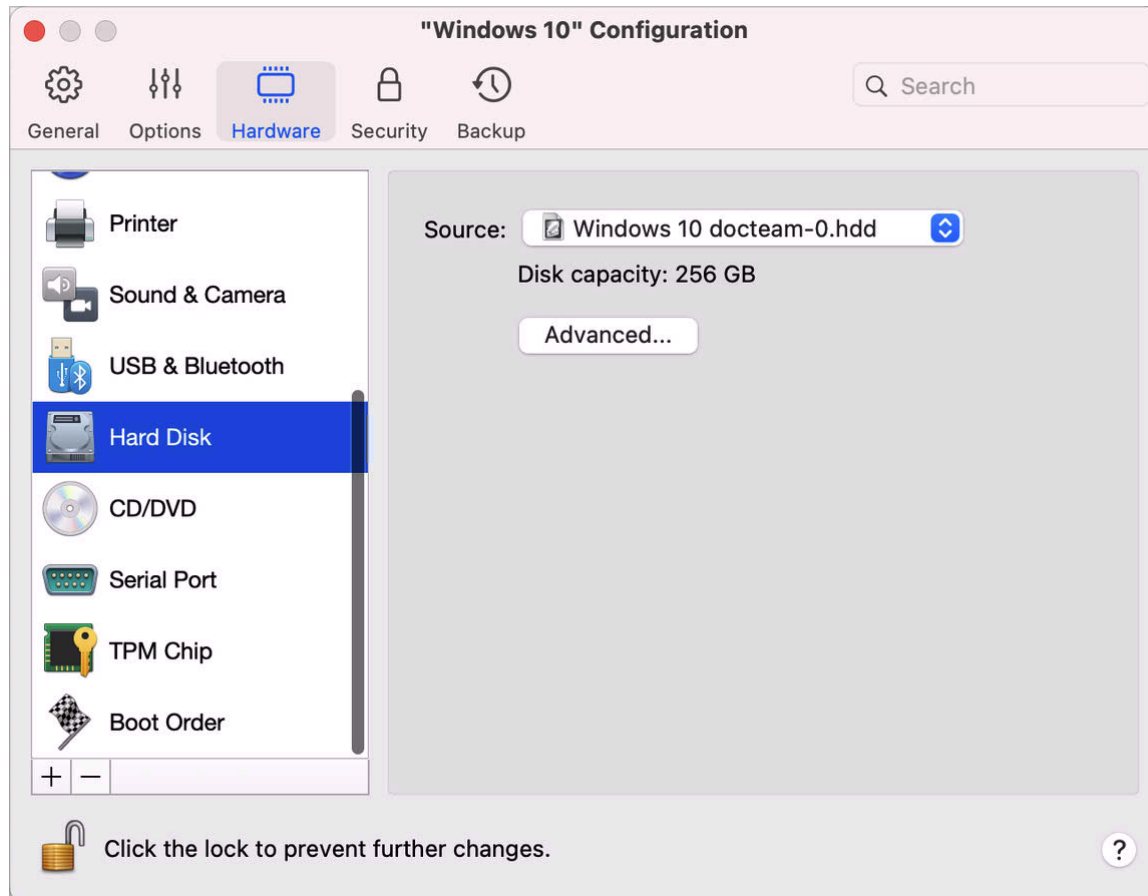 "Windows 10" Configuration
General Options Hardware Security Backup
Search
Printer
Sound & Camera
USB & Bluetooth
Hard Disk
CD/DVD
Serial Port
TPM Chip
Boot Order
Source: Windows 10 docteam-0.hdd
Disk capacity: 256 GB
Advanced...
Click the lock to prevent further changes.
?